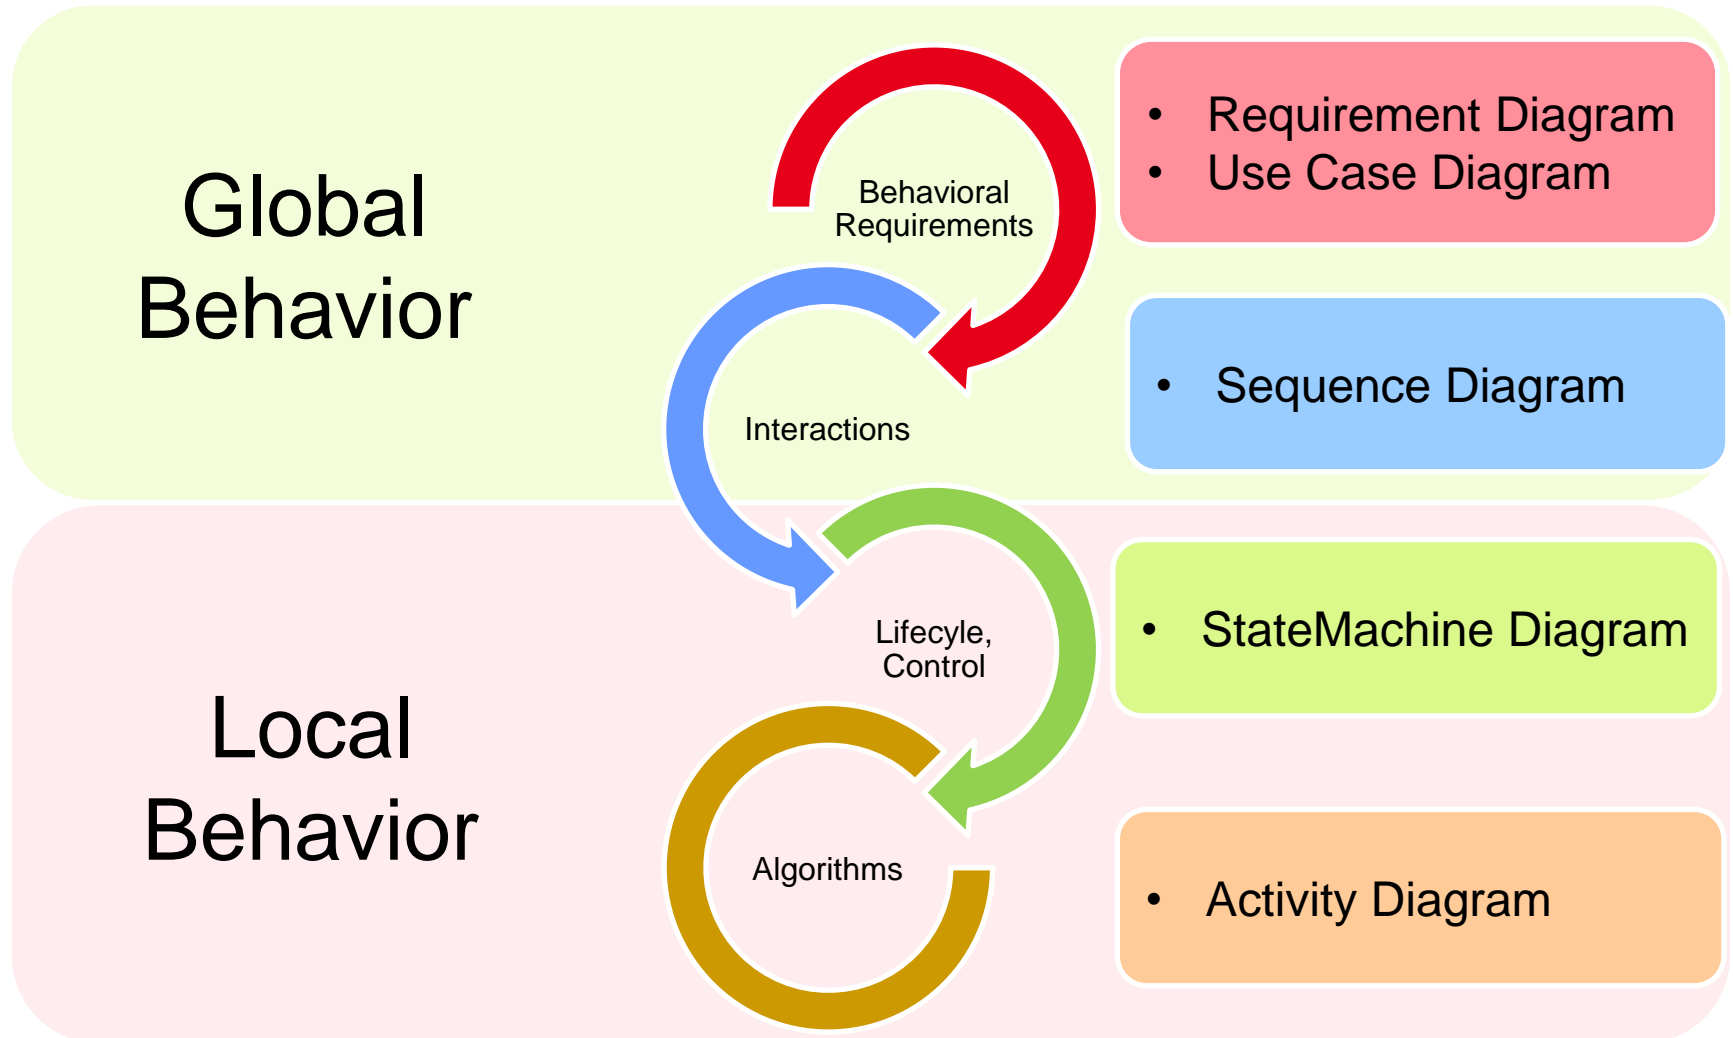 Global
Behavior
Behavioral
Requirements
• Requirement Diagram
• Use Case Diagram
Interactions
• Sequence Diagram
Local
Behavior
Lifecyle,
Control
• StateMachine Diagram
Algorithms
• Activity Diagram